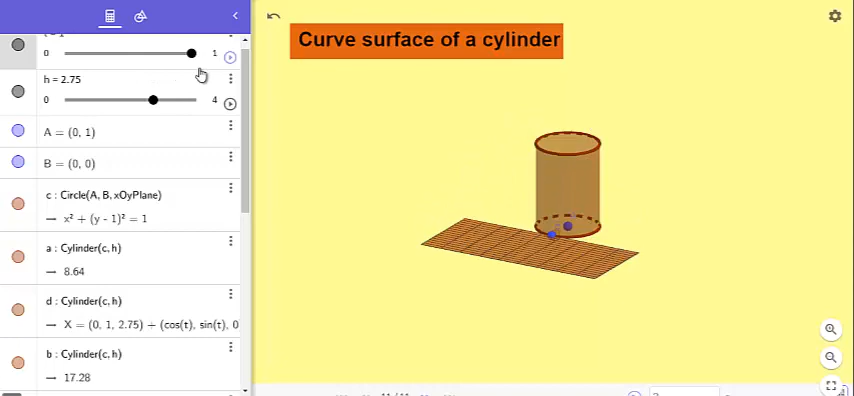 0 1
h = 2.75
0 4
A = (0, 1)
B = (0, 0)
c : Circle(A, B, xOyPlane)
→ x² + (y - 1)² = 1
a : Cylinder(c, h)
→ 8.64
d : Cylinder(c, h)
→ X = (0, 1, 2.75) + (cos(t), sin(t), 0
b : Cylinder(c, h)
→ 17.28
Curve surface of a cylinder